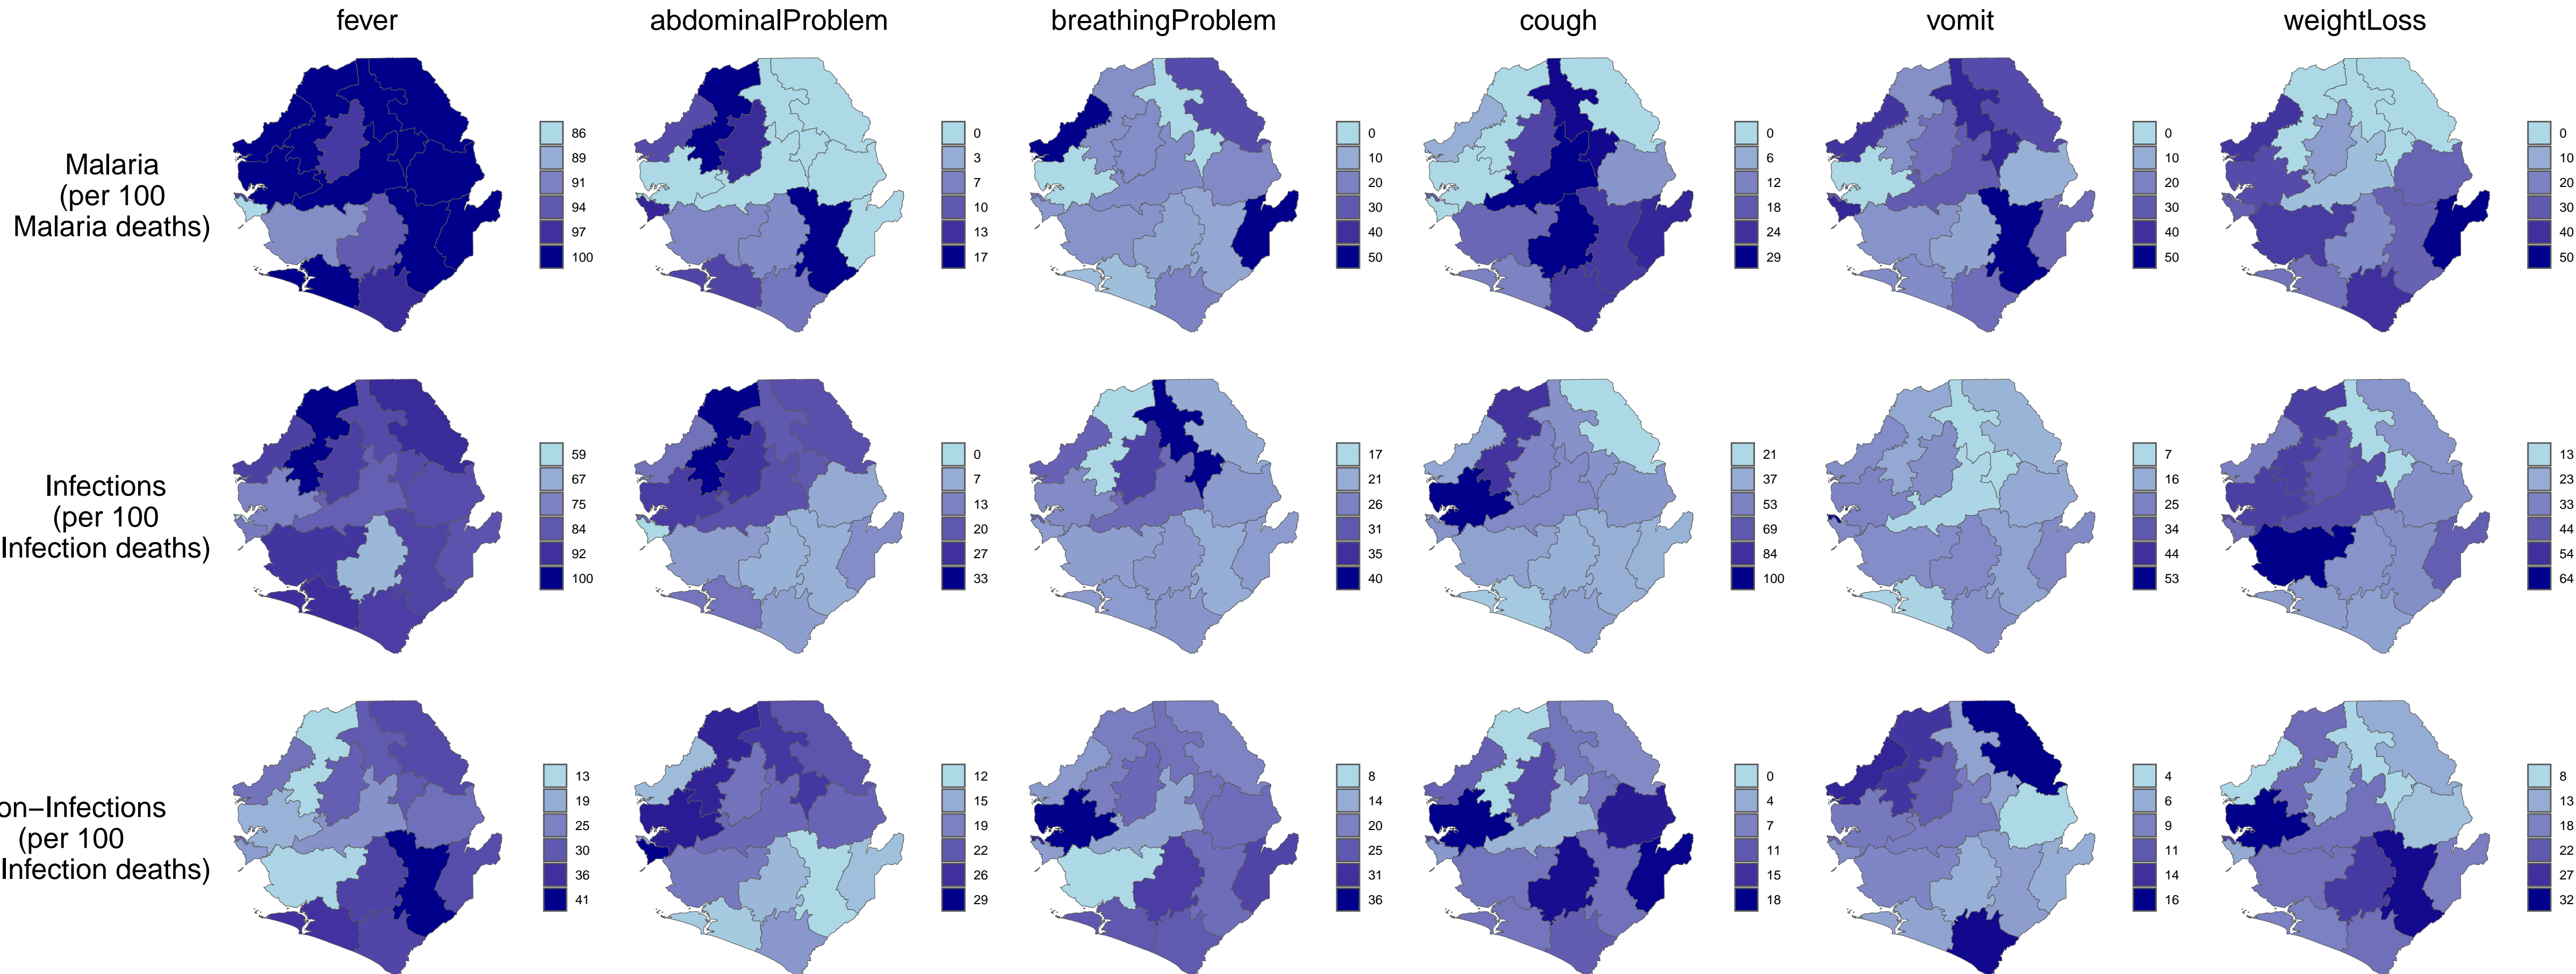 fever abdominalProblem breathingProblem cough vomit weightLoss
Malaria
(per 100
Malaria deaths)
86 0 0 0 0 0
89 3 10 6 10 10
91 7 20 12 20 20
94 10 30 18 30 30
97 13 40 24 40 40
100 17 50 29 50 50
Infections
(per 100
Infection deaths)
59 0 17 21 7 13
67 7 21 37 16 23
75 13 26 53 25 33
84 20 31 69 34 44
92 27 35 84 44 54
100 33 40 100 53 64
on−Infections
(per 100
Infection deaths)
13 12 8 0 4 8
19 15 14 4 6 13
25 19 20 7 9 18
30 22 25 11 11 22
36 26 31 15 14 27
41 29 36 18 16 32